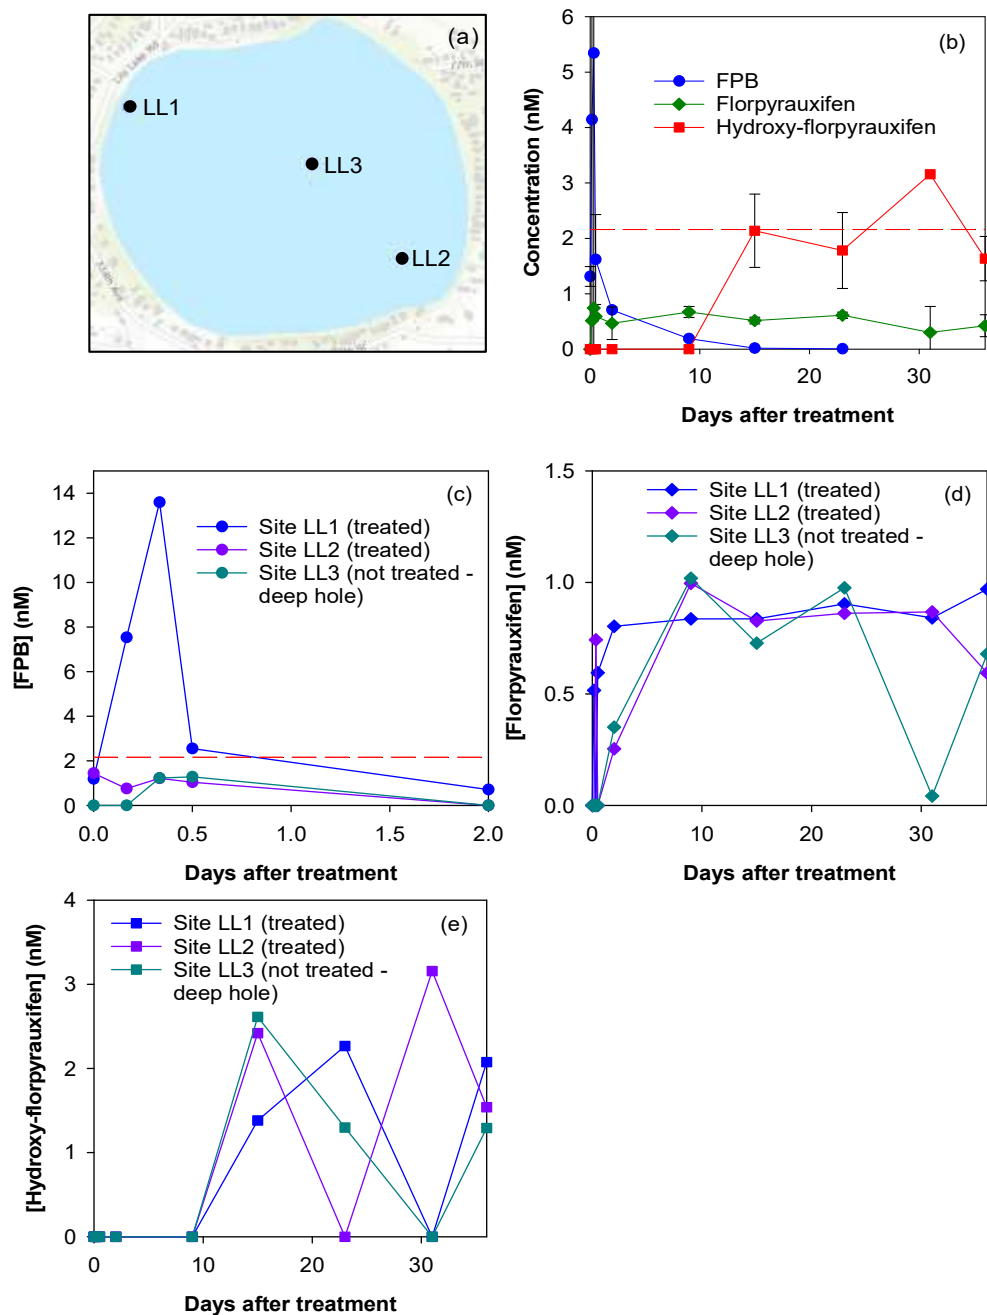 (a)
Lily Lake Rd
LL1
LL3
LL2
(b)
6
5
4
3
2
1
0
Concentration (nM)
FPB
Florpyrauxifen
Hydroxy-florpyrauxifen
0 10 20 30
Days after treatment
(c)
14
12
10
8
6
4
2
0
[FPB] (nM)
Site LL1 (treated)
Site LL2 (treated)
Site LL3 (not treated -
deep hole)
0.0 0.5 1.0 1.5 2.0
Days after treatment
(d)
1.5
1.0
0.5
0.0
[Florpyrauxifen] (nM)
Site LL1 (treated)
Site LL2 (treated)
Site LL3 (not treated -
deep hole)
0 10 20 30
Days after treatment
(e)
4
3
2
1
0
[Hydroxy-florpyrauxifen] (nM)
Site LL1 (treated)
Site LL2 (treated)
Site LL3 (not treated -
deep hole)
0 10 20 30
Days after treatment